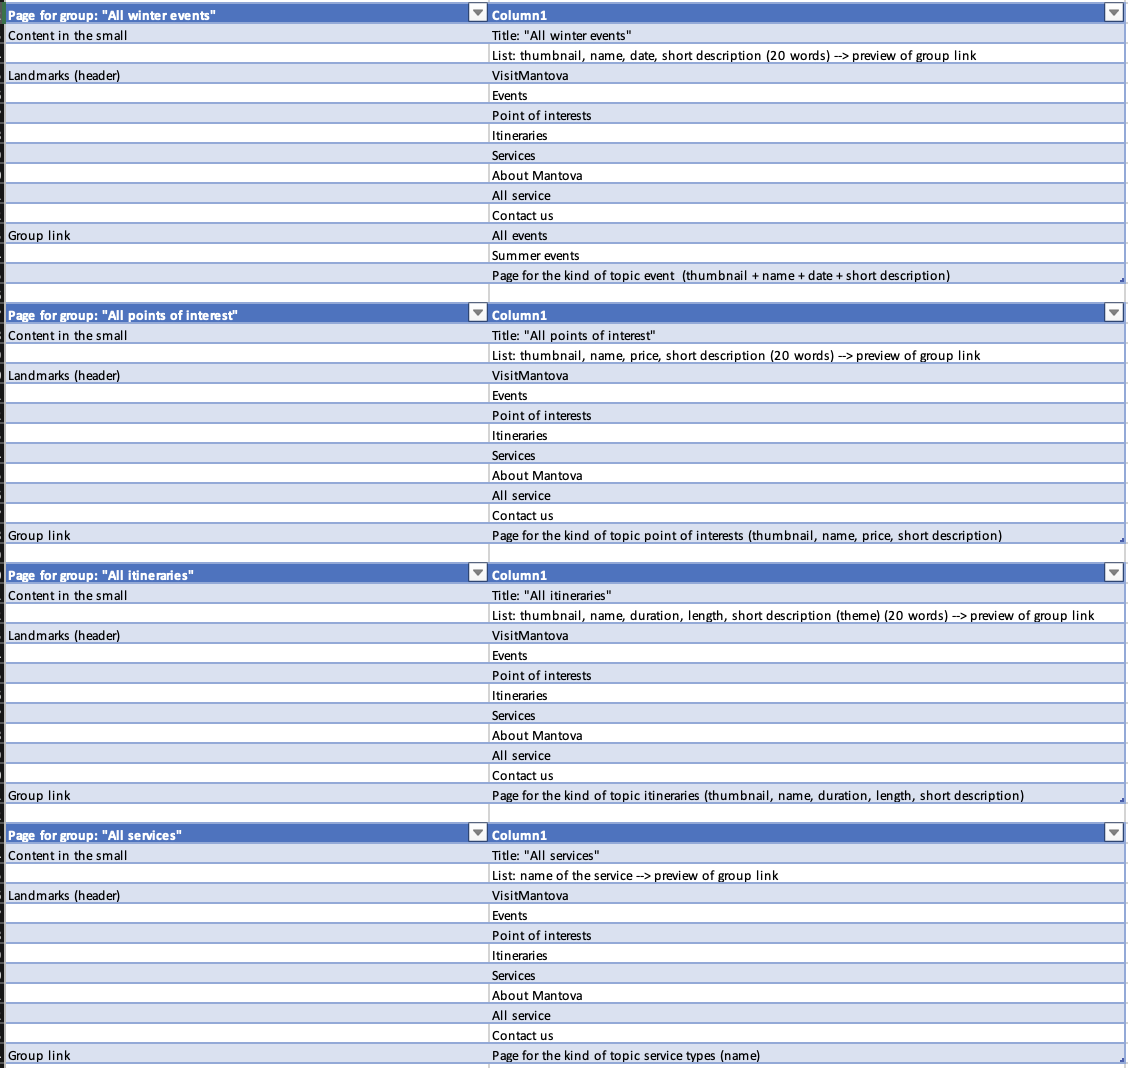 Page for group: "All winter events" Column1
Content in the small Title: "All winter events"
List: thumbnail, name, date, short description (20 words) --> preview of group link
Landmarks (header) VisitMantova
Events
Point of interests
Itineraries
Services
About Mantova
All service
Contact us
Group link All events
Summer events
Page for the kind of topic event (thumbnail + name + date + short description)
Page for group: "All points of interest" Column1
Content in the small Title: "All points of interest"
List: thumbnail, name, price, short description (20 words) --> preview of group link
Landmarks (header) VisitMantova
Events
Point of interests
Itineraries
Services
About Mantova
All service
Contact us
Group link Page for the kind of topic point of interests (thumbnail, name, price, short description)
Page for group: "All itineraries" Column1
Content in the small Title: "All itineraries"
List: thumbnail, name, duration, length, short description (theme) (20 words) --> preview of group link
Landmarks (header) VisitMantova
Events
Point of interests
Itineraries
Services
About Mantova
All service
Contact us
Group link Page for the kind of topic itineraries (thumbnail, name, duration, length, short description)
Page for group: "All services" Column1
Content in the small Title: "All services"
List: name of the service --> preview of group link
Landmarks (header) VisitMantova
Events
Point of interests
Itineraries
Services
About Mantova
All service
Contact us
Group link Page for the kind of topic service types (name)